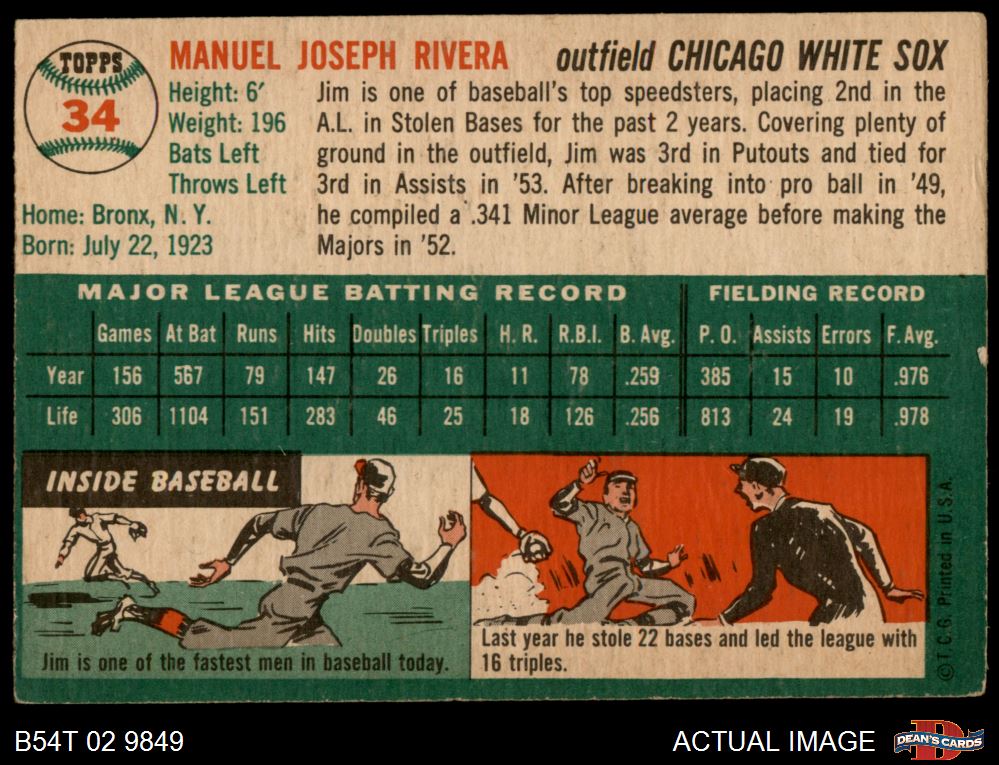 TOPPS
34
MANUEL JOSEPH RIVERA outfield CHICAGO WHITE SOX
Height: 6′
Weight: 196
Bats Left
Throws Left
Home: Bronx, N. Y.
Born: July 22, 1923
Jim is one of baseball's top speedsters, placing 2nd in the
A.L. in Stolen Bases for the past 2 years. Covering plenty of
ground in the outfield, Jim was 3rd in Putouts and tied for
3rd in Assists in '53. After breaking into pro ball in '49,
he compiled a .341 Minor League average before making the
Majors in '52.
MAJOR LEAGUE BATTING RECORD FIELDING RECORD
Games At Bat Runs Hits Doubles Triples H. R. R.B.I. B. Avg. P. O. Assists Errors F. Avg.
Year 156 567 79 147 26 16 11 78 .259 385 15 10 .976
Life 306 1104 151 283 46 25 18 126 .256 813 24 19 .978
INSIDE BASEBALL
Jim is one of the fastest men in baseball today.
Last year he stole 22 bases and led the league with
16 triples.
© T.C.G. Printed in U.S.A.
B54T 02 9849
ACTUAL IMAGE
DEAN'S CARDS